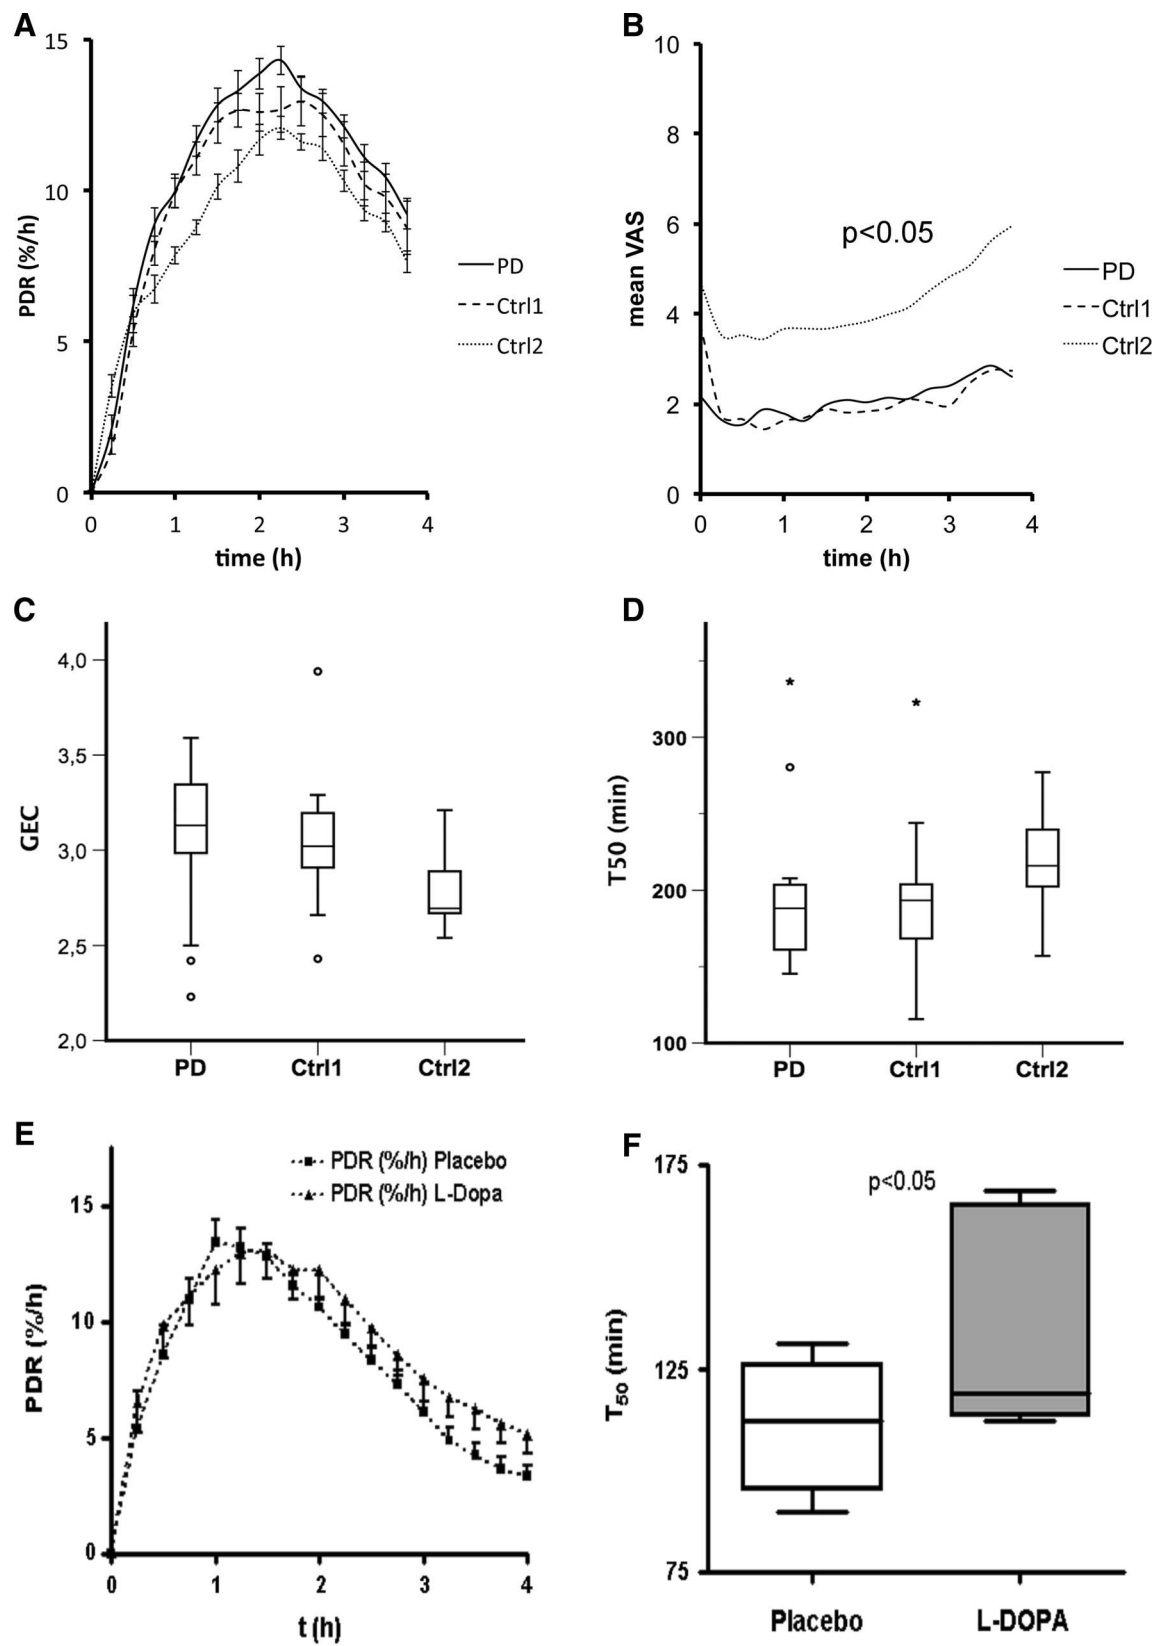 A
15
10
5
0
PDR (%/h)
0 1 2 3 4
time (h)
PD
Ctrl1
Ctrl2
B
10
8
6
4
2
0
mean VAS
p<0.05
0 1 2 3 4
time (h)
PD
Ctrl1
Ctrl2
C
4,0
3,5
3,0
2,5
2,0
GEC
PD Ctrl1 Ctrl2
D
300
200
100
T50 (min)
* *
PD Ctrl1 Ctrl2
E
PDR (%/h) Placebo
PDR (%/h) L-Dopa
15
10
5
0
PDR (%/h)
0 1 2 3 4
t (h)
F
175
125
75
T50 (min)
p<0.05
Placebo L-DOPA